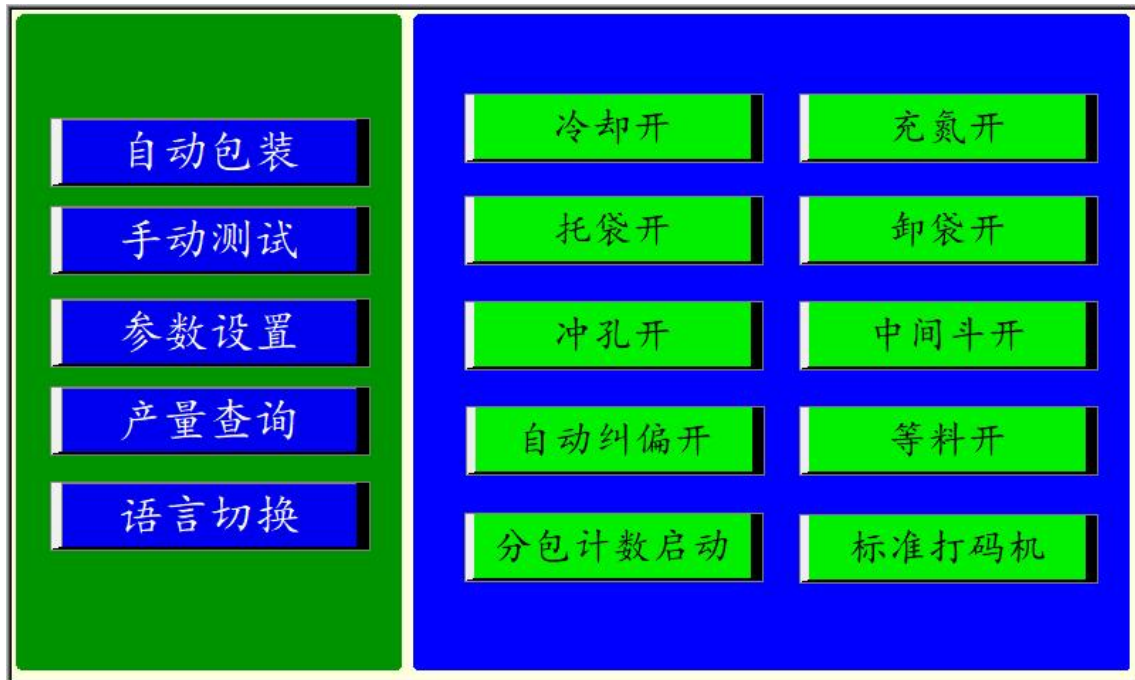 自动包装
手动测试
参数设置
产量查询
语言切换
冷却开
充氮开
托袋开
卸袋开
冲孔开
中间斗开
自动纠偏开
等料开
分包计数启动
标准打码机